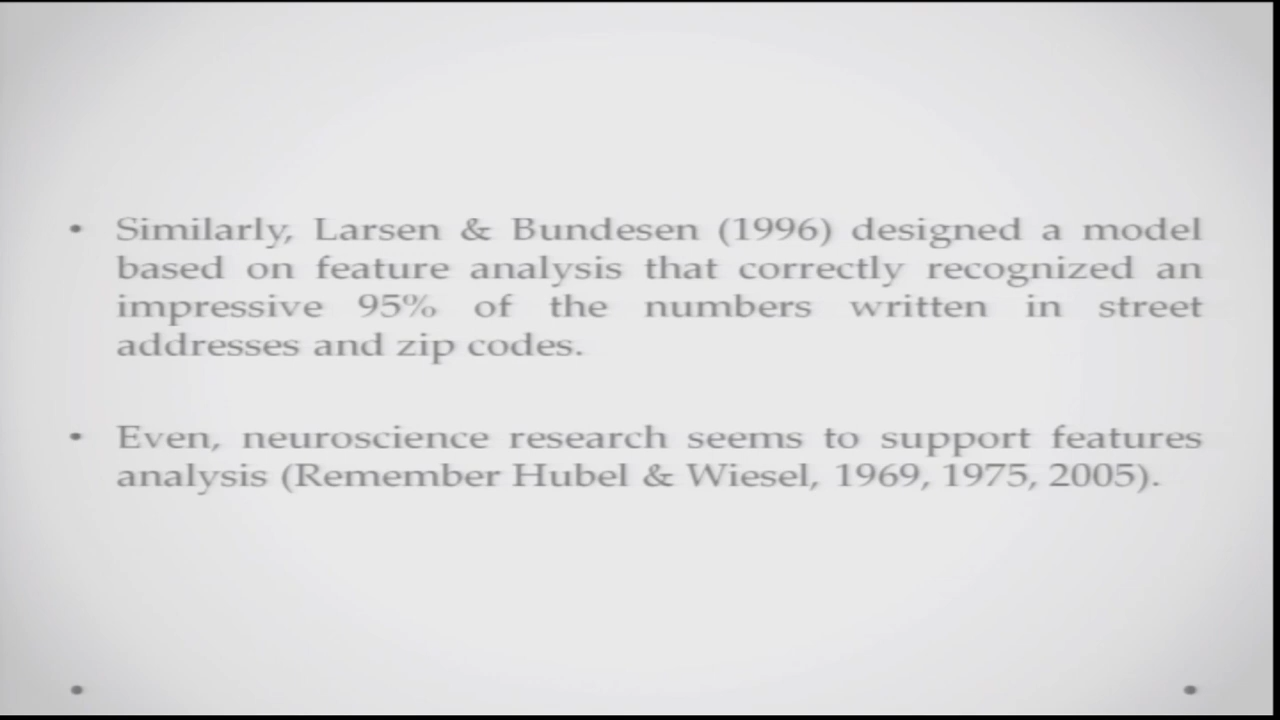 • Similarly, Larsen & Bundesen (1996) designed a model
based on feature analysis that correctly recognized an
impressive 95% of the numbers written in street
addresses and zip codes.
• Even, neuroscience research seems to support features
analysis (Remember Hubel & Wiesel, 1969, 1975, 2005).